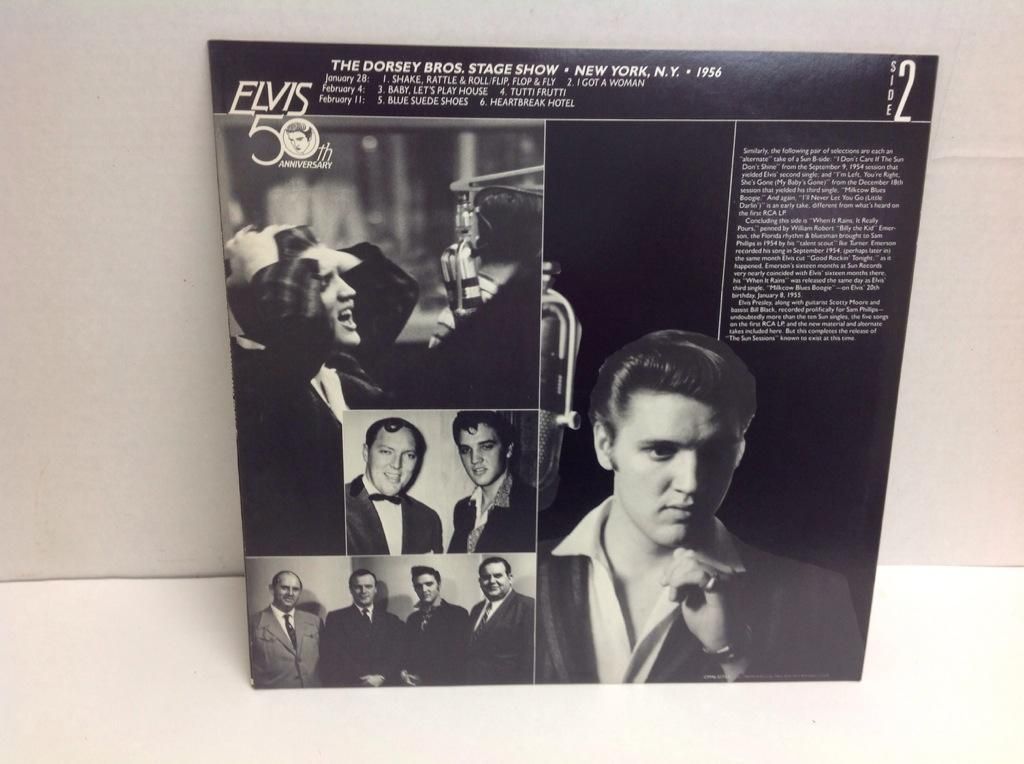 THE DORSEY BROS. STAGE SHOW • NEW YORK, N.Y. • 1956
January 28: 1. SHAKE, RATTLE & ROLL/FLIP, FLOP & FLY 2. I GOT A WOMAN
February 4: 3. BABY, LET'S PLAY HOUSE 4. TUTTI FRUTTI
February 11: 5. BLUE SUEDE SHOES 6. HEARTBREAK HOTEL
SIDE 2
ELVIS
50th
ANNIVERSARY
Similarly, the following pair of selections are each an
"alternate" take of a Sun B-side: "I Don't Care If The Sun
Don't Shine" from the September 9, 1954 session that
yielded Elvis' second single; and "I'm Left, You're Right,
She's Gone (My Baby's Gone)" from the December 18th
session that yielded his third single, "Milkcow Blues
Boogie." And again, "I'll Never Let You Go (Little
Darlin')" is an early take, different from what's heard on
the first RCA LP.
Concluding this side is "When It Rains, It Really
Pours," penned by William Robert "Billy the Kid" Emer-
son, the Florida rhythm & bluesman brought to Sam
Phillips in 1954 by his "talent scout" Ike Turner. Emerson
recorded his song in September 1954, (perhaps later in)
the same month Elvis cut "Good Rockin' Tonight," as it
happened. Emerson's sixteen months at Sun Records
very nearly coincided with Elvis' sixteen months there,
his "When It Rains" was released the same day as Elvis'
third single, "Milkcow Blues Boogie"—on Elvis' 20th
birthday, January 8, 1955.
Elvis Presley, along with guitarist Scotty Moore and
bassist Bill Black, recorded prolifically for Sam Phillips—
undoubtedly more than the ten Sun singles, the five songs
on the first RCA LP, and the new material and alternate
takes included here. But this completes the release of
"The Sun Sessions" known to exist at this time.